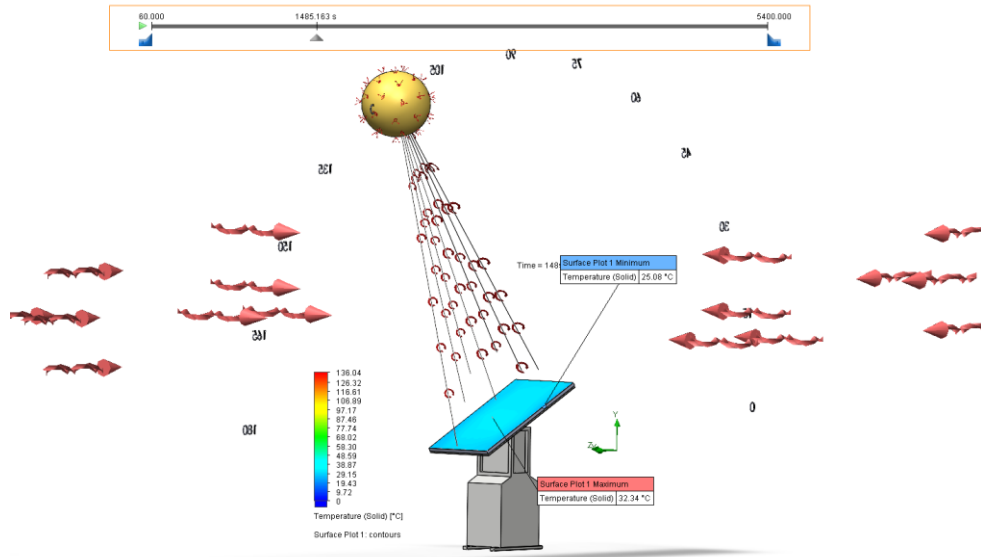 60.000
1485.163 s
5400.000
105
90
75
60
45
135
30
150
Time = 148
Surface Plot 1 Minimum
Temperature (Solid) 25.08 °C
165
180
0
136.04
126.32
116.61
106.89
97.17
87.46
77.74
68.02
58.30
48.59
38.87
29.15
19.43
9.72
0
Temperature (Solid) [°C]
Surface Plot 1: contours
Y
Z
Surface Plot 1 Maximum
Temperature (Solid) 32.34 °C